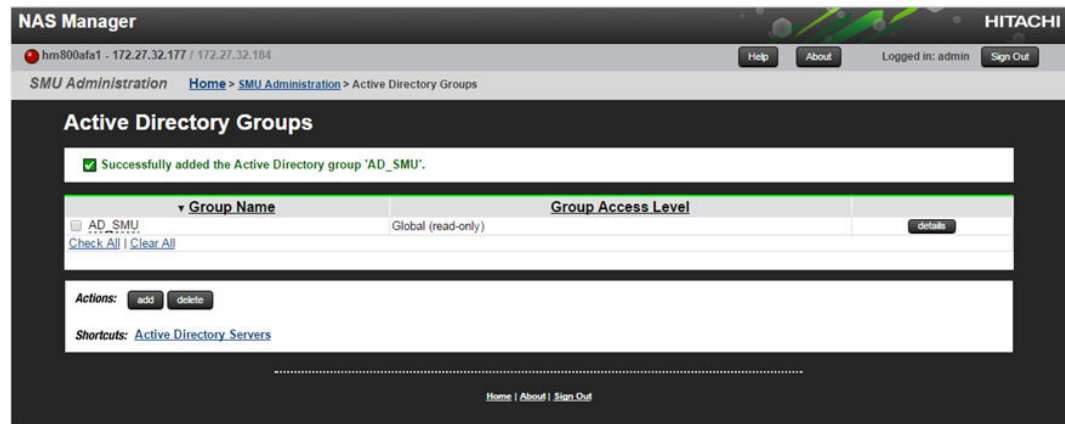 NAS Manager HITACHI
hm800afa1 - 172.27.32.177 / 172.27.32.184 Help About Logged in: admin Sign Out
SMU Administration Home > SMU Administration > Active Directory Groups
Active Directory Groups
Successfully added the Active Directory group 'AD_SMU'.
▼ Group Name Group Access Level
AD_SMU Global (read-only) details
Check All | Clear All
Actions: add delete
Shortcuts: Active Directory Servers
Home | About | Sign Out